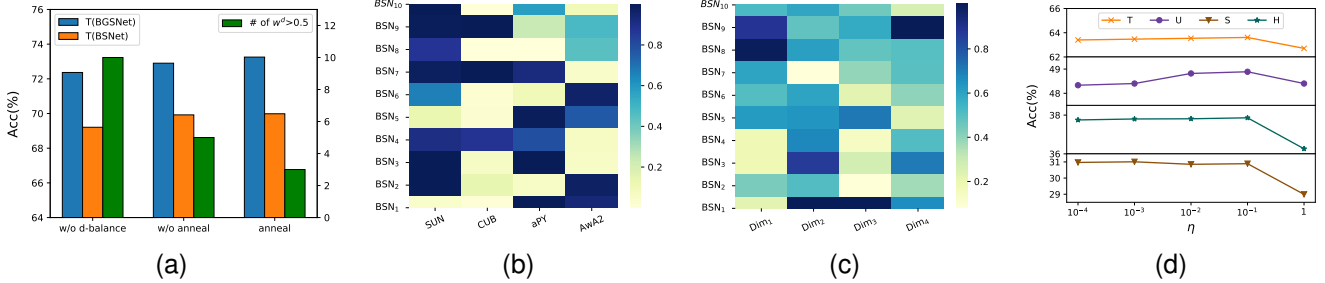 76
74
72
70
68
66
64
Acc(%)
T(BGSNet)
T(BSNet)
# of w^d>0.5
12
10
8
6
4
2
0
w/o d-balance
w/o anneal
anneal
(a)
BSN10
BSN9
BSN8
BSN7
BSN6
BSN5
BSN4
BSN3
BSN2
BSN1
SUN
CUB
aPY
AwA2
0.8
0.6
0.4
0.2
(b)
BSN10
BSN9
BSN8
BSN7
BSN6
BSN5
BSN4
BSN3
BSN2
BSN1
Dim1
Dim2
Dim3
Dim4
0.8
0.6
0.4
0.2
(c)
T
U
S
H
Acc(%)
66
64
62
49
48
38
36
31
30
29
10^-4
10^-3
10^-2
10^-1
1
η
(d)